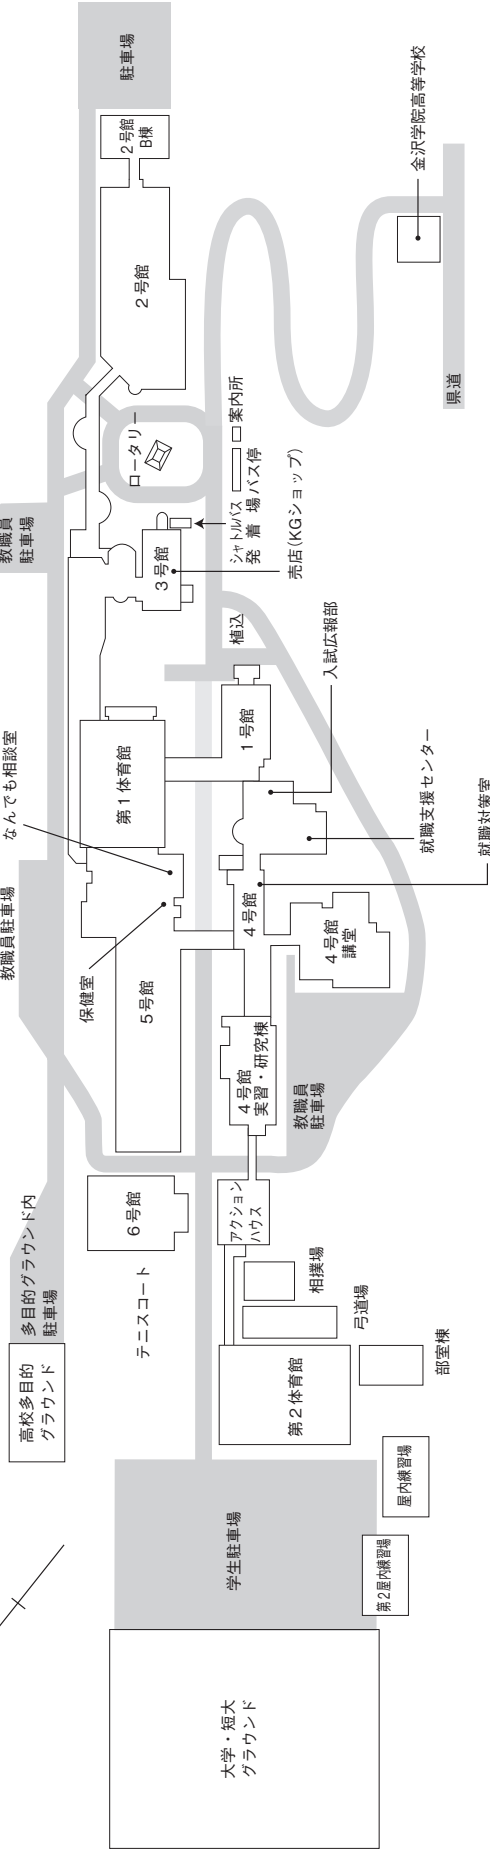 駐車場
2号館
B棟
2号館
金沢学院高等学校
県道
ロータリー
案内所
バス停
シャトルバス
発着場
売店(KGショップ)
3号館
教職員
駐車場
植込
入試広報部
1号館
第1体育館
なんでも相談室
就職支援センター
就職対策室
4号館
4号館
講堂
教職員駐車場
保健室
5号館
4号館
実習・研究棟
教職員
駐車場
6号館
アクション
ハウス
多目的グラウンド内
駐車場
テニスコート
相撲場
弓道場
高校多目的
グラウンド
第2体育館
部室棟
学生駐車場
屋内練習場
第2屋内練習場
大学・短大
グラウンド